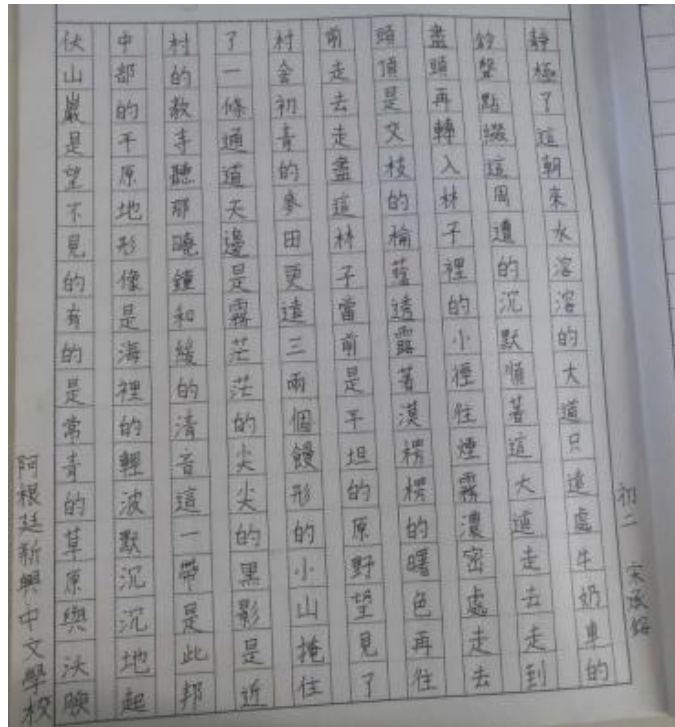 初二 宋承
靜極了這朝來水溶溶的大道只遠處牛奶車的
鈴聲點綴這周遭的沉默順著這大道走去走到
盡頭再轉入林子裡的小徑往煙霧濃密處走去
頭頂是交枝的榆蔭透露著漠楞楞的曙色再往
前走去走盡這林子當前是平坦的原野望見了
村舍初青的麥田更遠三兩個饅形的小山掩住
了一條通道天邊是霧茫茫的尖尖的黑影是近
村的教寺聽那曉鐘和緩的清音這一帶是此邦
中部的平原地形像是海裡的輕波默沉沉地起
伏山巖是望不見的有的是常青的草原與沃腴
阿根廷新興中文學校